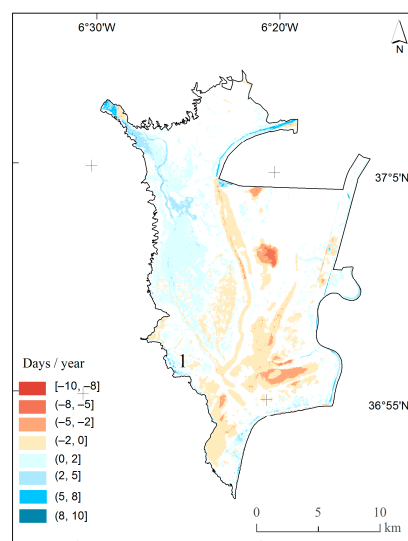 6°30'W 6°20'W
N
37°5'N
1
Days / year
[-10, –8]
(-8, –5]
(-5, –2]
(–2, 0]
(0, 2]
(2, 5]
(5, 8]
(8, 10]
36°55'N
0 5 10
km